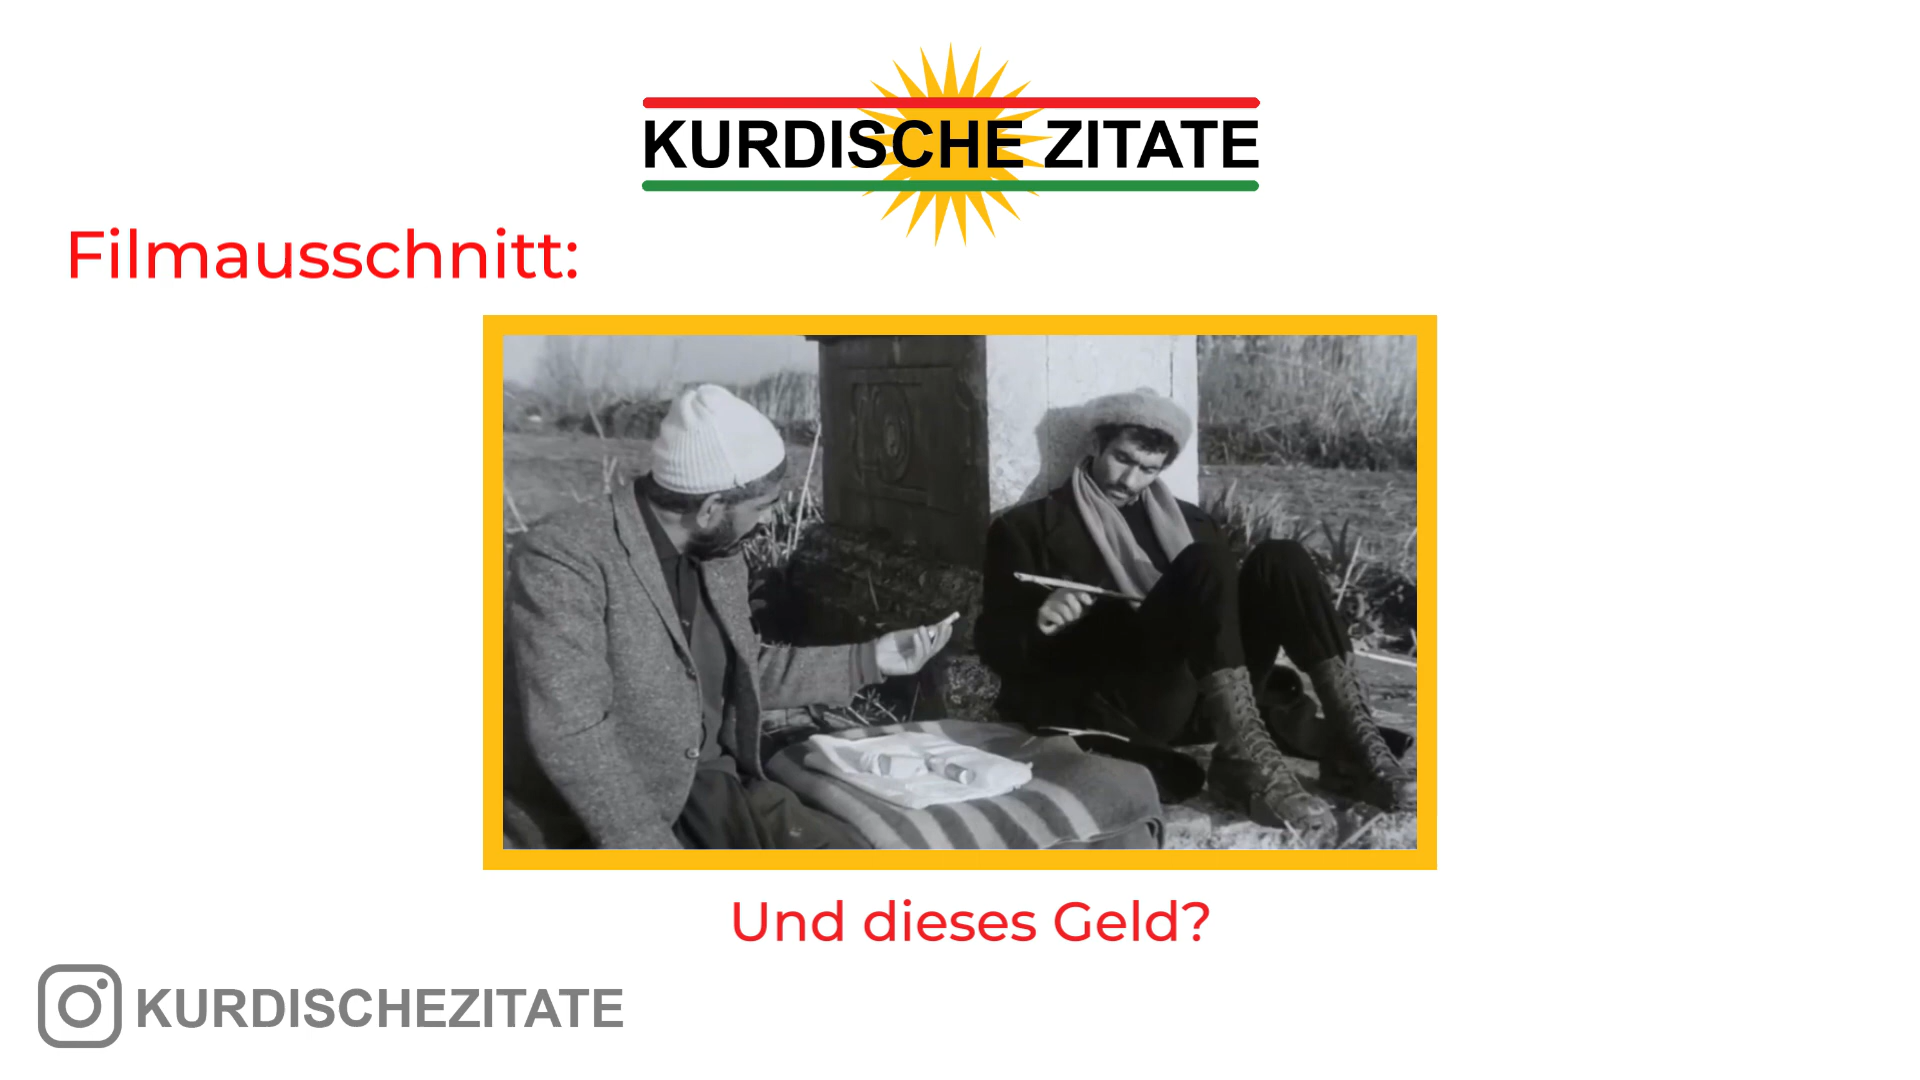 KURDISCHE ZITATE
Filmausschnitt:
Und dieses Geld?
KURDISCHEZITATE